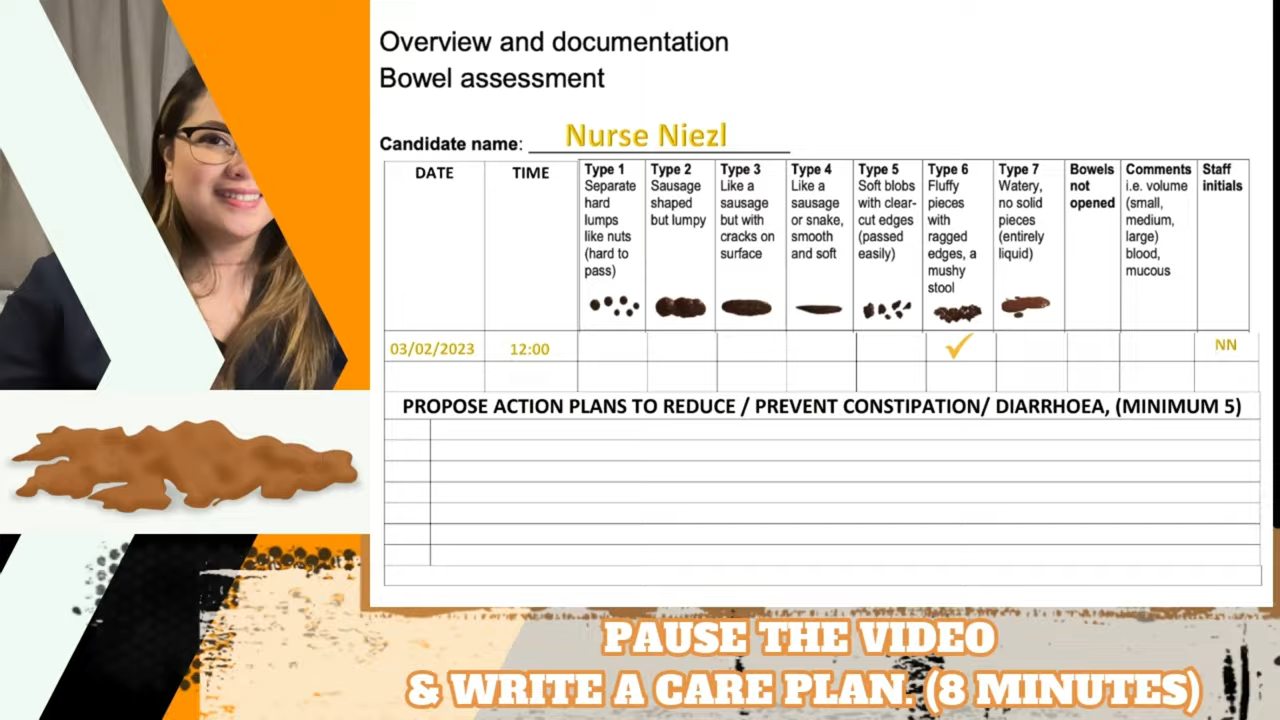 Overview and documentation
Bowel assessment
Candidate name: Nurse Niezl
DATE
TIME
Type 1
Separate
hard
lumps
like nuts
(hard to
pass)
Type 2
Sausage
shaped
but lumpy
Type 3
Like a
sausage
but with
cracks on
surface
Type 4
Like a
sausage
or snake,
smooth
and soft
Type 5
Soft blobs
with clear-
cut edges
(passed
easily)
Type 6
Fluffy
pieces
with
ragged
edges, a
mushy
stool
Type 7
Watery,
no solid
pieces
(entirely
liquid)
Bowels
not
opened
Comments
i.e. volume
(small,
medium,
large)
blood,
mucous
Staff
initials
03/02/2023 12:00 ✓ NN
PROPOSE ACTION PLANS TO REDUCE / PREVENT CONSTIPATION/ DIARRHOEA, (MINIMUM 5)
PAUSE THE VIDEO
& WRITE A CARE PLAN. (8 MINUTES)